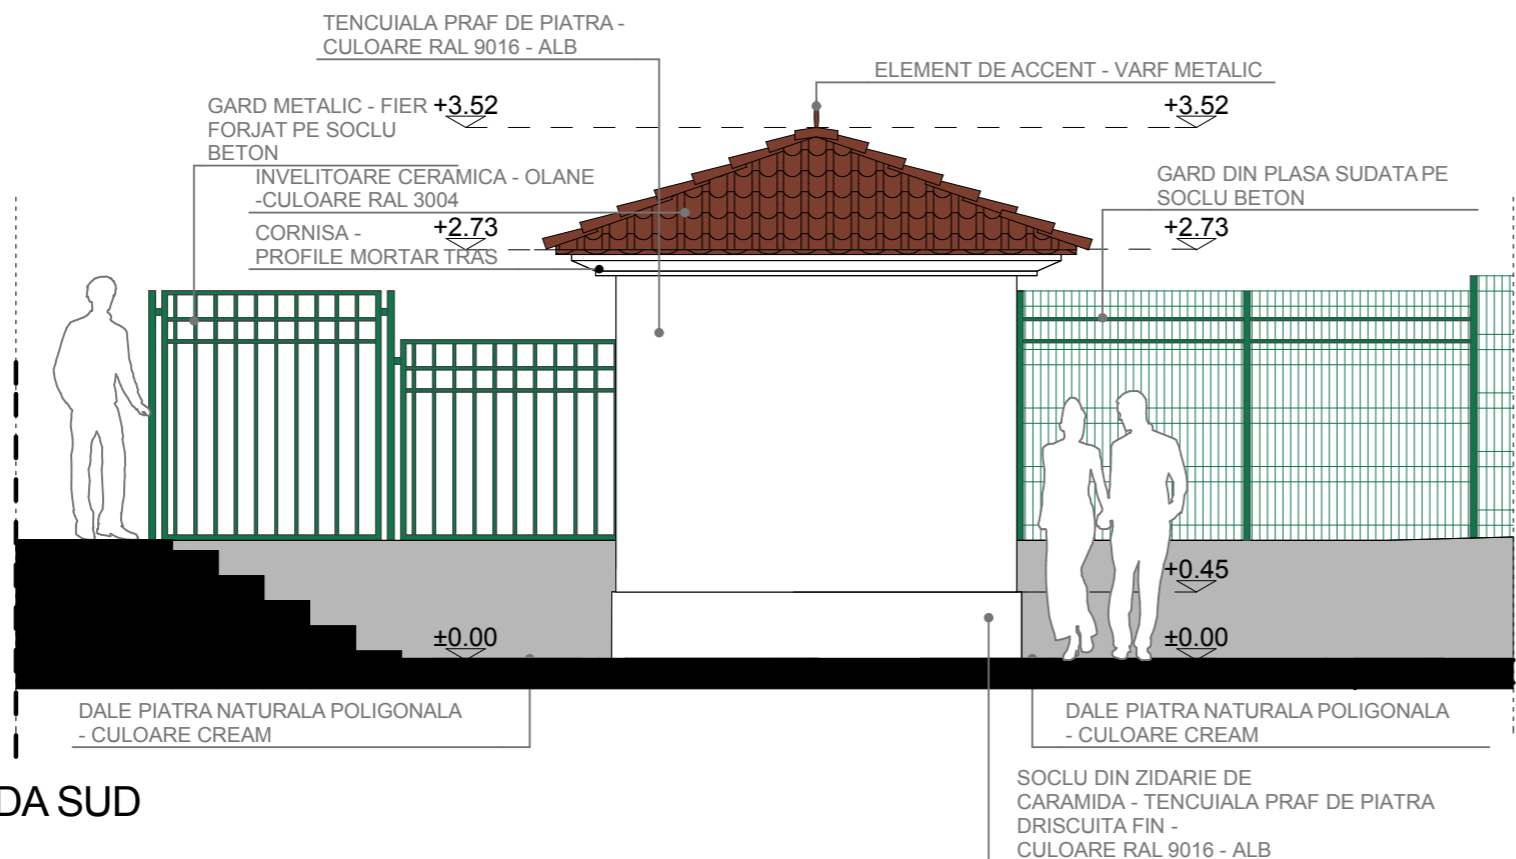 TENCUIALA PRAF DE PIATRA -
CULOARE RAL 9016 - ALB
ELEMENT DE ACCENT - VARF METALIC
GARD METALIC - FIER
FORJAT PE SOCLU
BETON
+3.52
+3.52
INVELITOARE CERAMICA - OLANE
-CULOARE RAL 3004
GARD DIN PLASA SUDATA PE
SOCLU BETON
CORNISA -
PROFILE MORTAR TRAS
+2.73
+2.73
+0.45
±0.00
±0.00
DALE PIATRA NATURALA POLIGONALA
- CULOARE CREAM
DALE PIATRA NATURALA POLIGONALA
- CULOARE CREAM
DA SUD
SOCLU DIN ZIDARIE DE
CARAMIDA - TENCUIALA PRAF DE PIATRA
DRISCUITA FIN -
CULOARE RAL 9016 - ALB